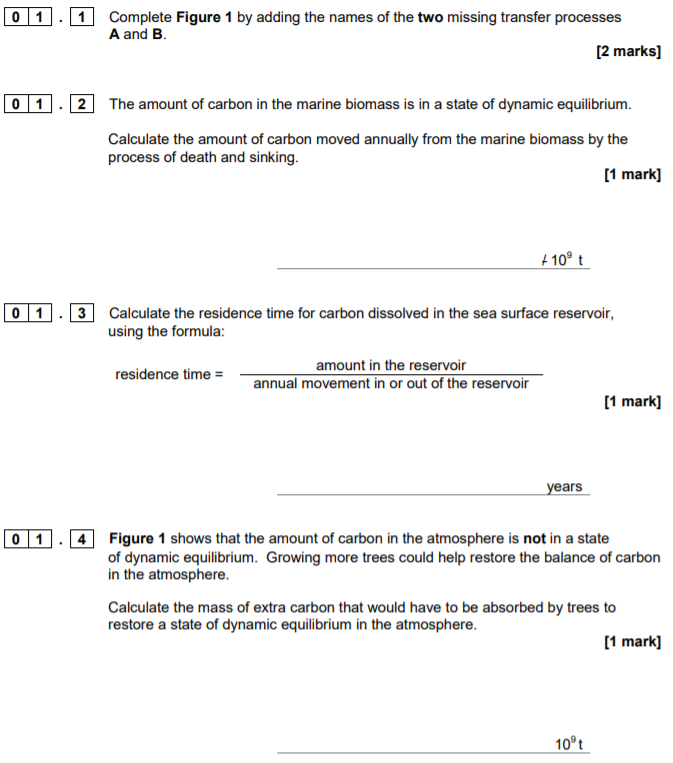 0 1 . 1 Complete Figure 1 by adding the names of the two missing transfer processes
A and B.
[2 marks]
0 1 . 2 The amount of carbon in the marine biomass is in a state of dynamic equilibrium.
Calculate the amount of carbon moved annually from the marine biomass by the
process of death and sinking.
[1 mark]
10⁹ t
0 1 . 3 Calculate the residence time for carbon dissolved in the sea surface reservoir,
using the formula:
residence time =
amount in the reservoir
annual movement in or out of the reservoir
[1 mark]
years
0 1 . 4 Figure 1 shows that the amount of carbon in the atmosphere is not in a state
of dynamic equilibrium. Growing more trees could help restore the balance of carbon
in the atmosphere.
Calculate the mass of extra carbon that would have to be absorbed by trees to
restore a state of dynamic equilibrium in the atmosphere.
[1 mark]
10⁹ t